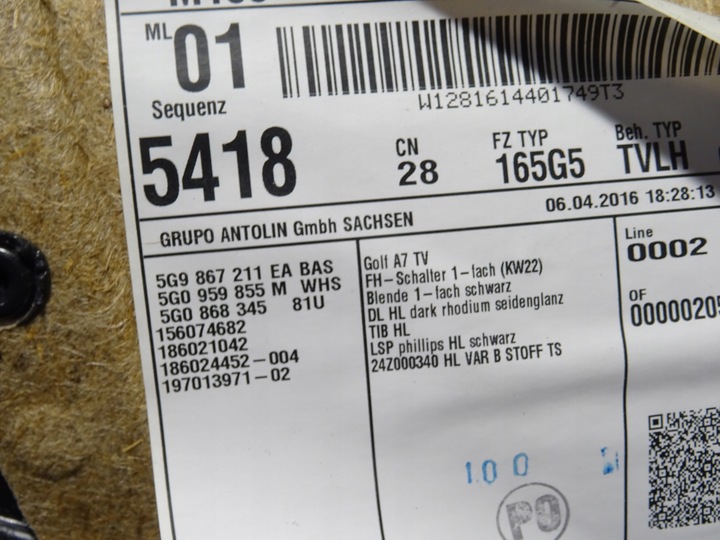 ML 01
W1281614401749T3
Sequenz
5418
CN
28
FZ TYP
165G5
Beh. TYP
TVLH
06.04.2016 18:28:13
GRUPO ANTOLIN Gmbh SACHSEN
5G9 867 211 EA BAS
5G0 959 855 M WHS
5G0 868 345 81U
156074682
186021042
186024452-004
197013971-02
Golf A7 TV
FH-Schalter 1-fach (KW22)
Blende 1-fach schwarz
DL HL dark rhodium seidenglanz
TIB HL
LSP phillips HL schwarz
24Z000340 HL VAR B STOFF TS
Line
0002
OF
0000020
100
PO